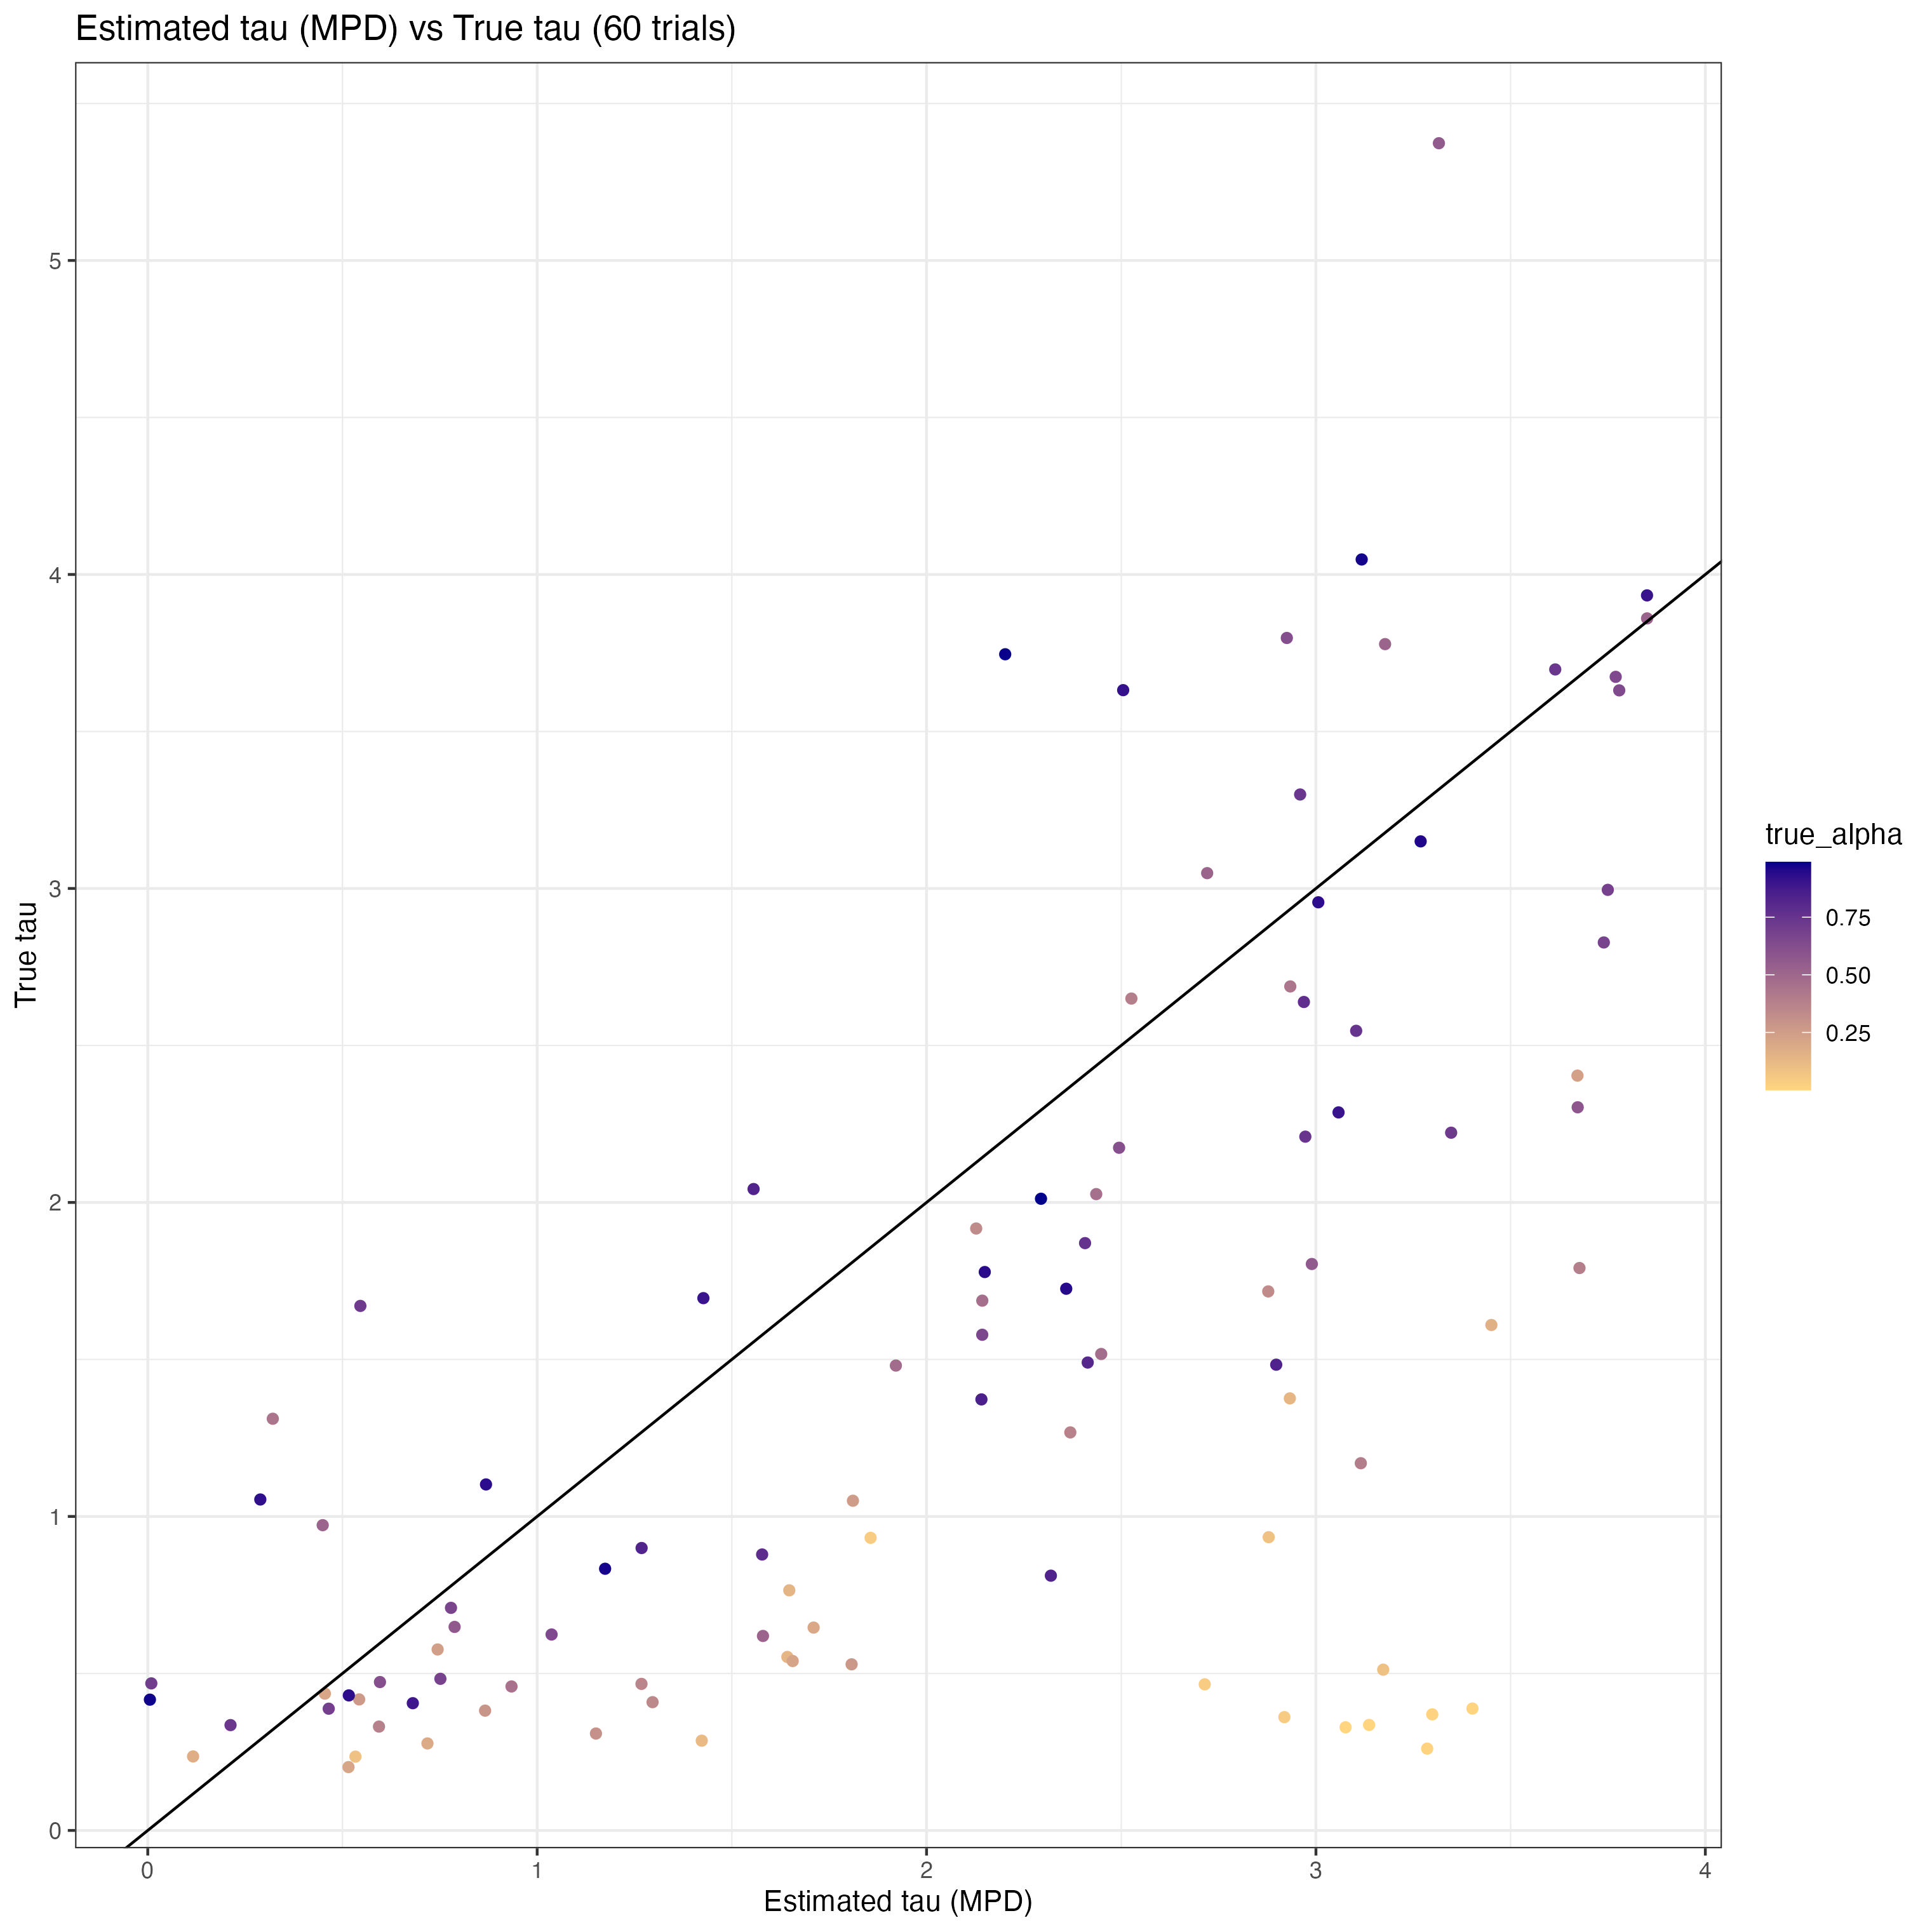 Estimated tau (MPD) vs True tau (60 trials)
True tau
5
4
3
2
1
0
0 1 2 3 4
Estimated tau (MPD)
true_alpha
0.75
0.50
0.25